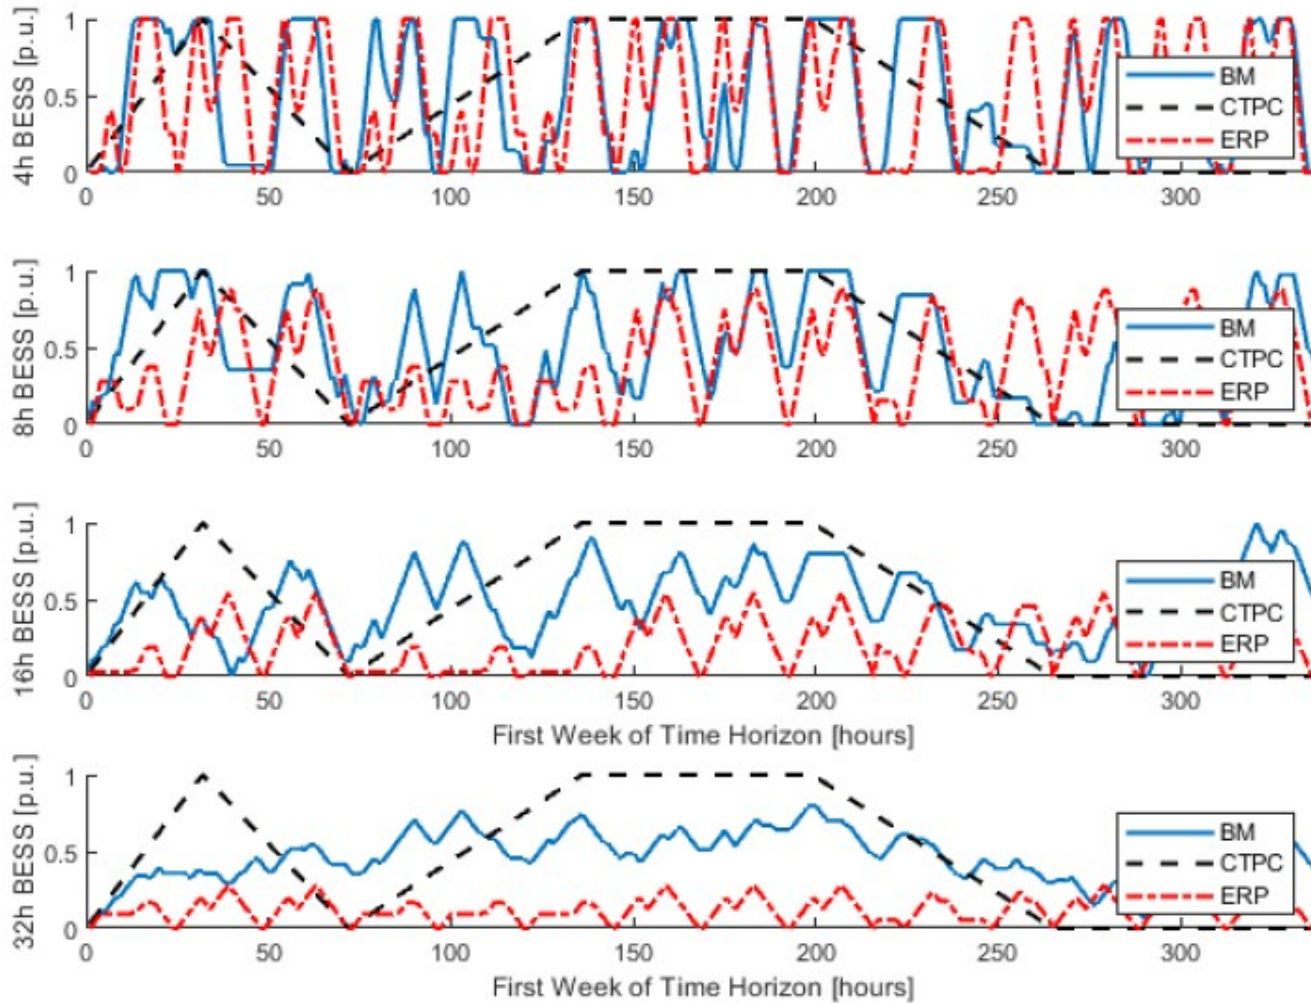 4h BESS [p.u.]
1
0.5
0
0 50 100 150 200 250 300
BM
CTPC
ERP
8h BESS [p.u.]
1
0.5
0
0 50 100 150 200 250 300
BM
CTPC
ERP
16h BESS [p.u.]
1
0.5
0
0 50 100 150 200 250 300
First Week of Time Horizon [hours]
BM
CTPC
ERP
32h BESS [p.u.]
1
0.5
0
0 50 100 150 200 250 300
First Week of Time Horizon [hours]
BM
CTPC
ERP